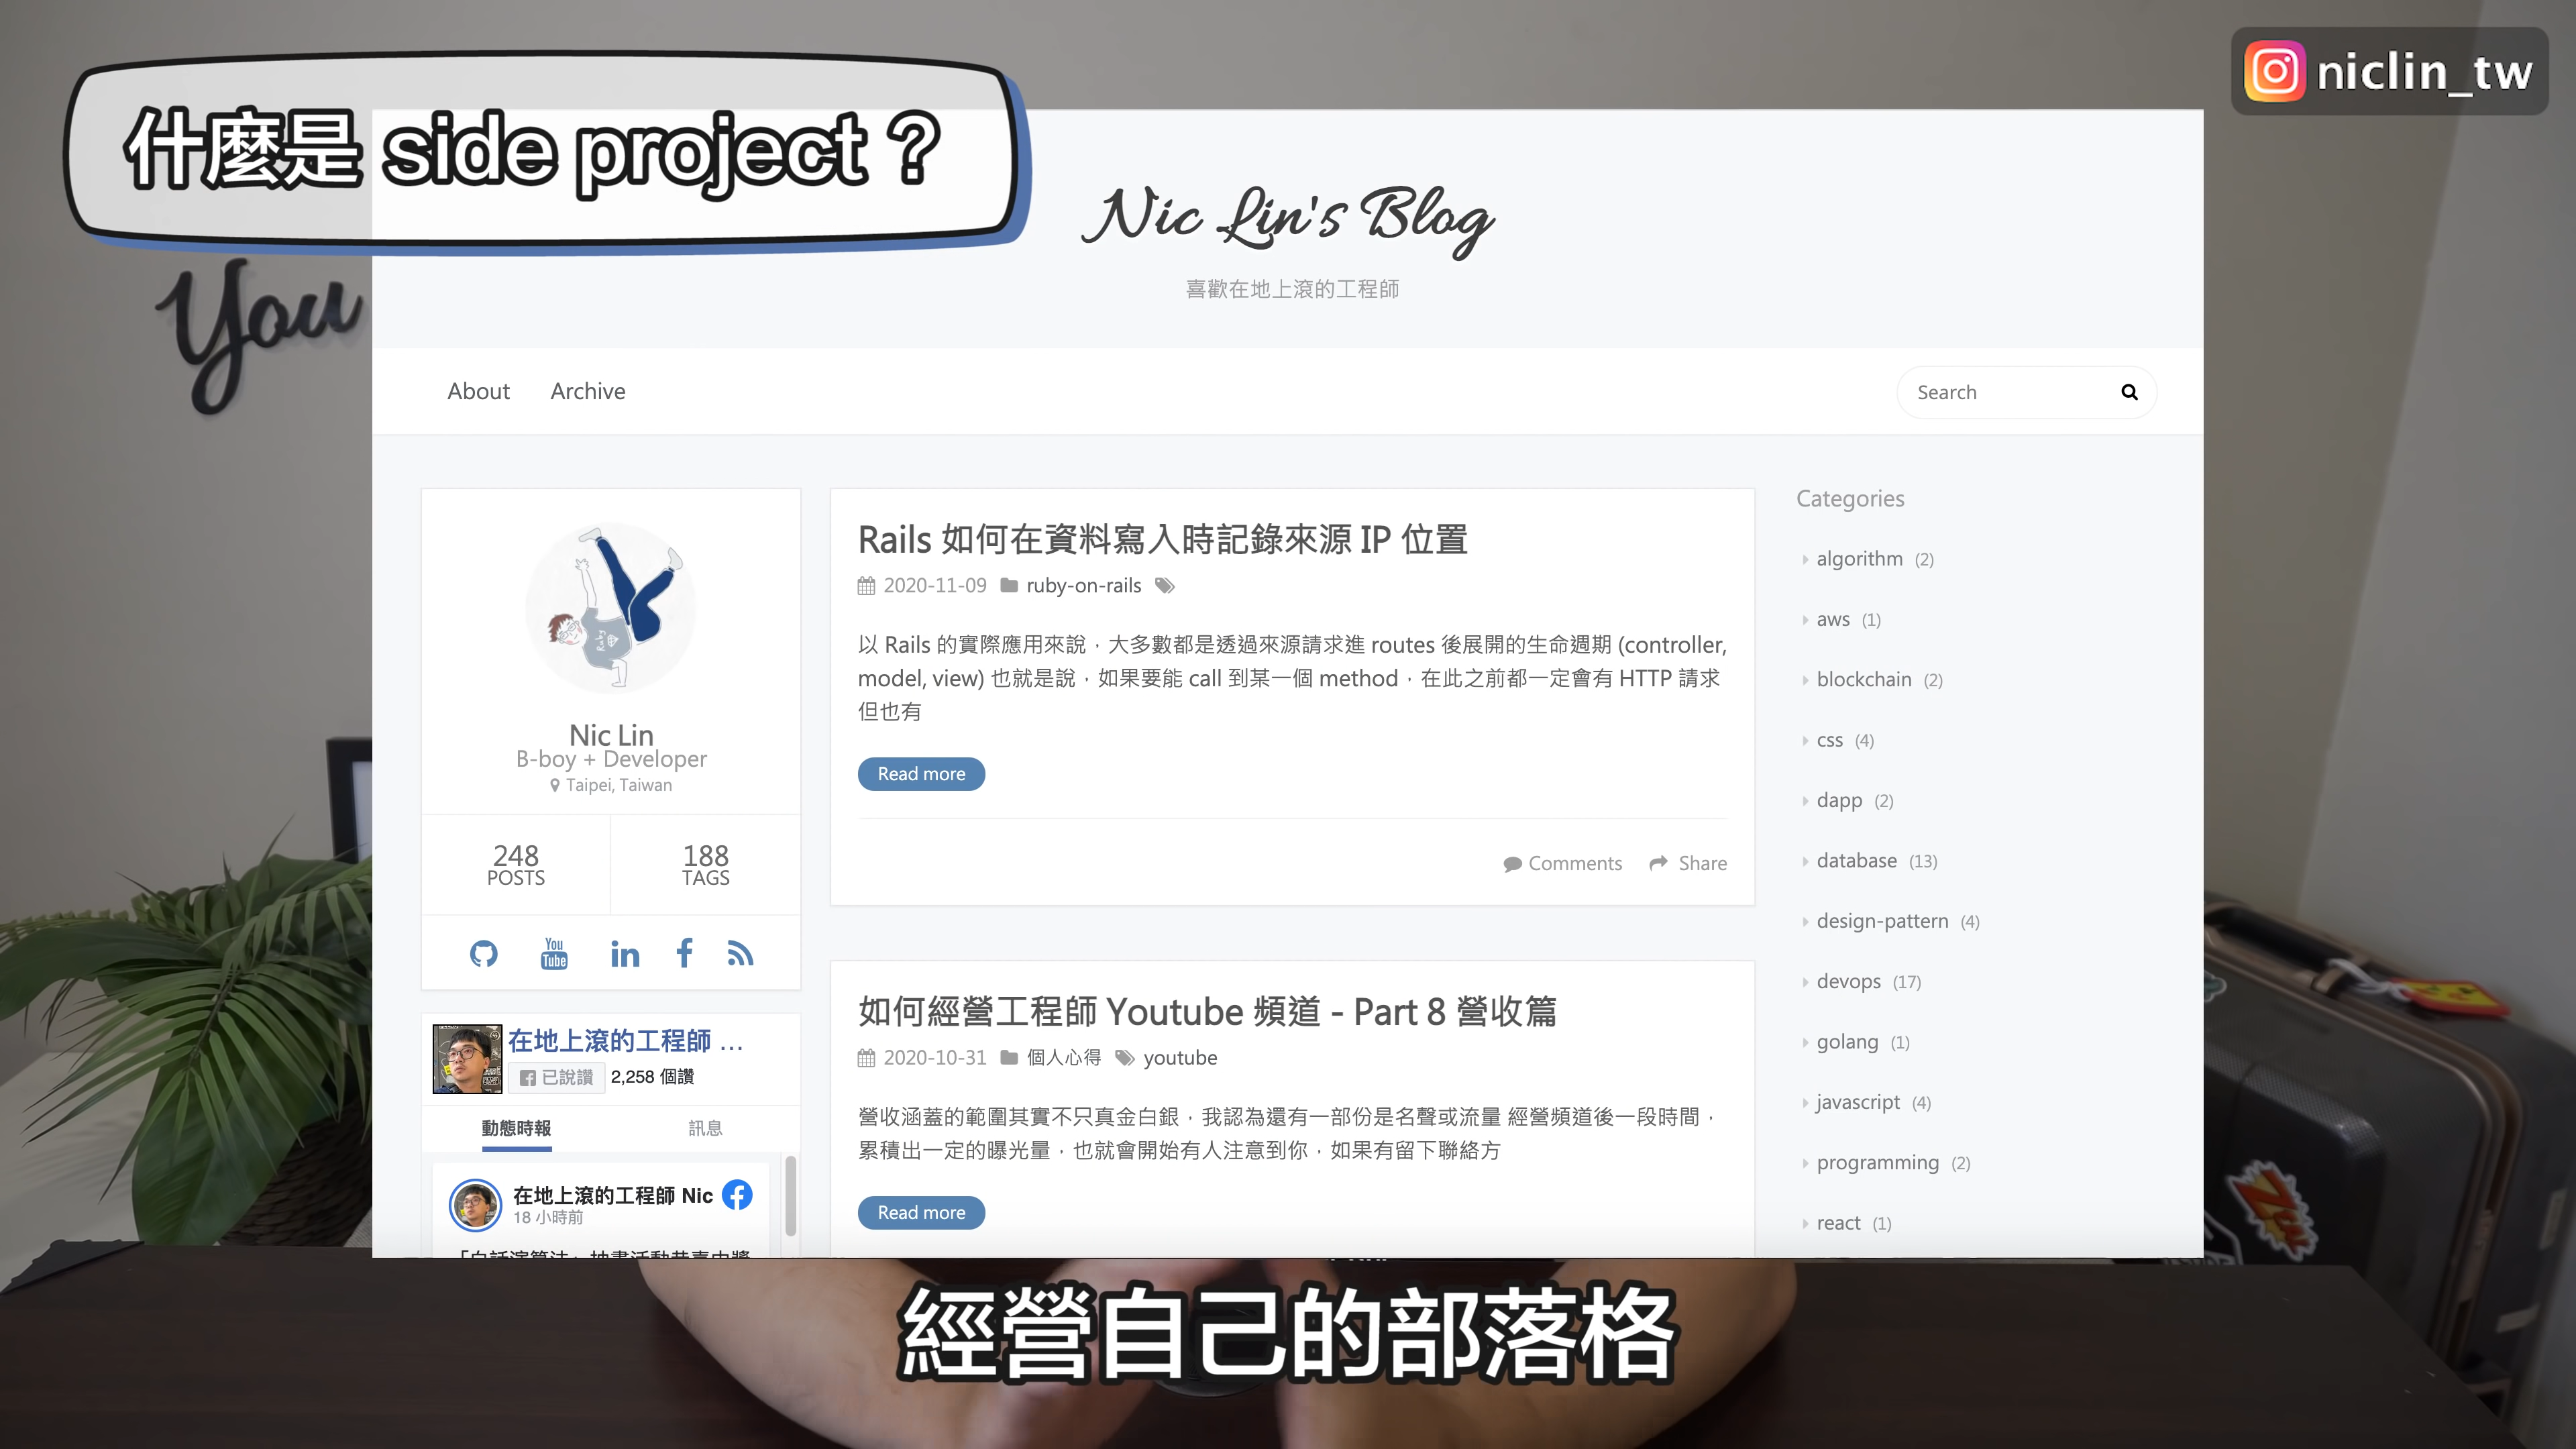 什麼是 side project？
niclin_tw
You
Nic Lin's Blog
喜歡在地上滾的工程師
About
Archive
Search
Nic Lin
B-boy + Developer
Taipei, Taiwan
248
POSTS
188
TAGS
You
Tube
在地上滾的工程師 …
已說讚
2,258 個讚
動態時報
訊息
在地上滾的工程師 Nic
18 小時前
Rails 如何在資料寫入時記錄來源 IP 位置
2020-11-09 ruby-on-rails
以 Rails 的實際應用來說，大多數都是透過來源請求進 routes 後展開的生命週期 (controller,
model, view) 也就是說，如果要能 call 到某一個 method，在此之前都一定會有 HTTP 請求
但也有
Read more
Comments
Share
如何經營工程師 Youtube 頻道 - Part 8 營收篇
2020-10-31 個人心得 youtube
營收涵蓋的範圍其實不只真金白銀，我認為還有一部份是名聲或流量 經營頻道後一段時間，
累積出一定的曝光量，也就會開始有人注意到你，如果有留下聯絡方
Read more
Categories
algorithm (2)
aws (1)
blockchain (2)
css (4)
dapp (2)
database (13)
design-pattern (4)
devops (17)
golang (1)
javascript (4)
programming (2)
react (1)
經營自己的部落格